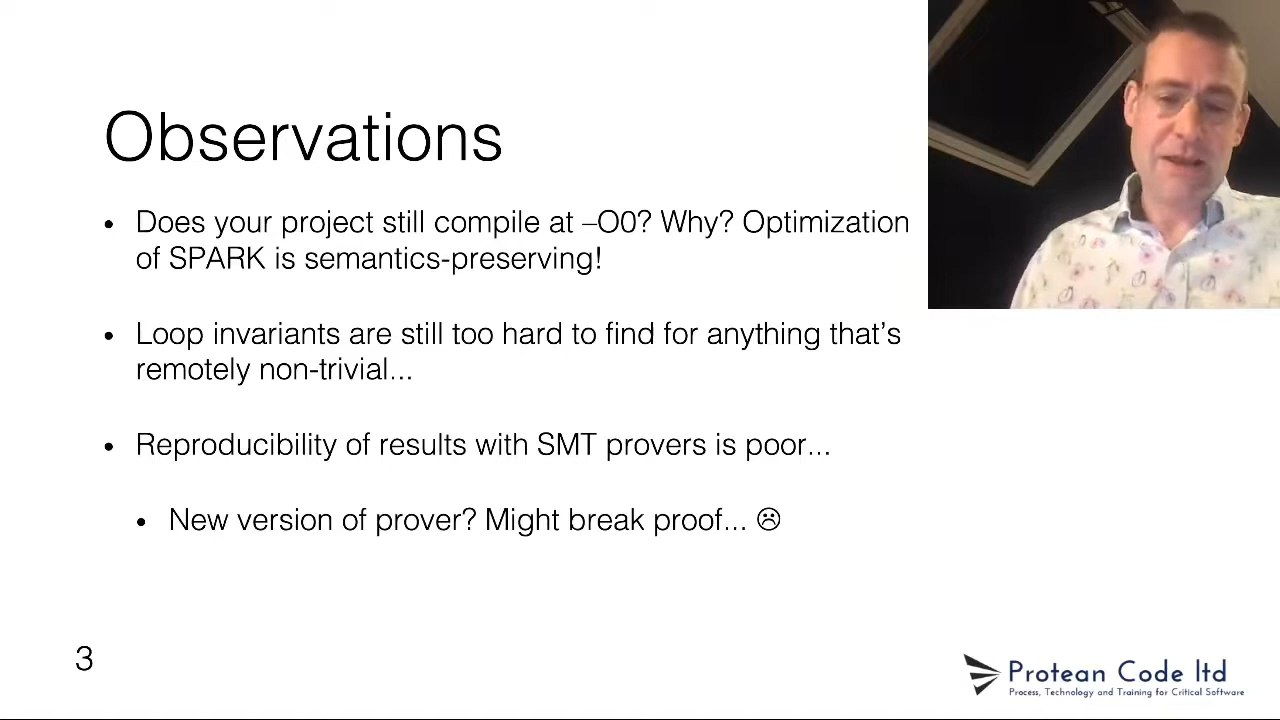 Observations
• Does your project still compile at –O0? Why? Optimization
of SPARK is semantics-preserving!
• Loop invariants are still too hard to find for anything that’s
remotely non-trivial...
• Reproducibility of results with SMT provers is poor...
• New version of prover? Might break proof... ☹
3
Protean Code ltd
Process, Technology and Training for Critical Software